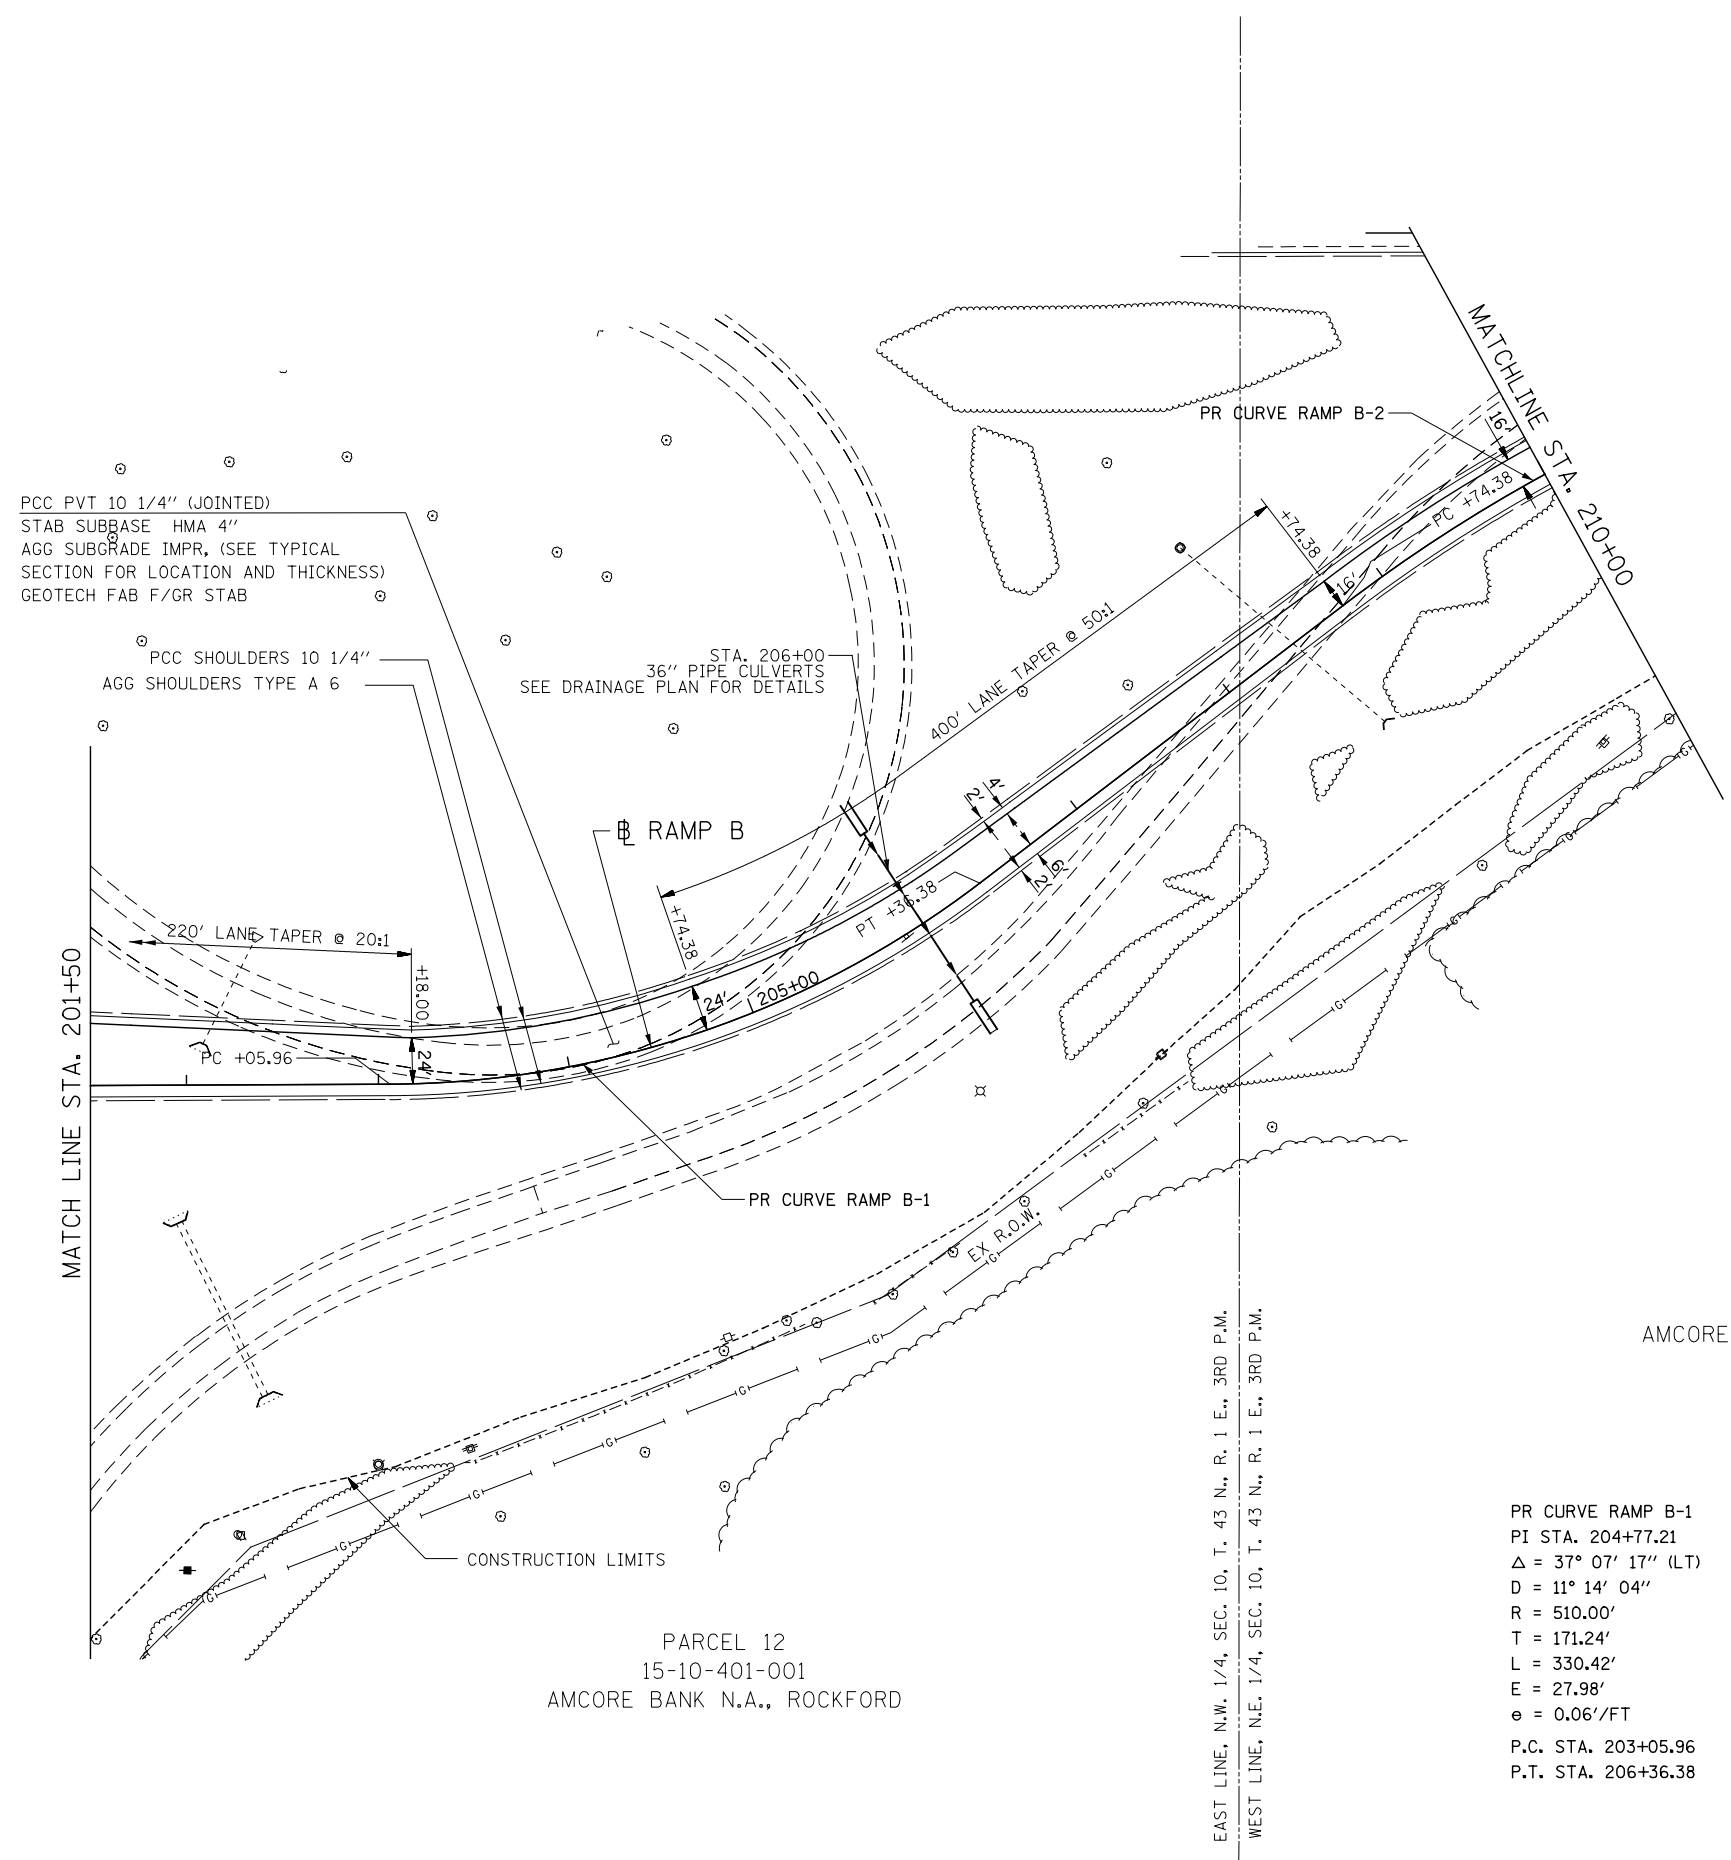 MATCHLINE STA. 210+00
PR CURVE RAMP B-2
16'
PC +74.38
+74.38
16'
400' LANE TAPER @ 50:1
PCC PVT 10 1/4" (JOINTED)
STAB SUBBASE HMA 4"
AGG SUBGRADE IMPR, (SEE TYPICAL
SECTION FOR LOCATION AND THICKNESS)
GEOTECH FAB F/GR STAB
PCC SHOULDERS 10 1/4"
AGG SHOULDERS TYPE A 6
STA. 206+00
36" PIPE CULVERTS
SEE DRAINAGE PLAN FOR DETAILS
RAMP B
4'
2'
2'
6'
PT +36.38
+74.38
24'
205+00
220' LANE TAPER @ 20:1
+18.00
24'
PC +05.96
MATCH LINE STA. 201+50
PR CURVE RAMP B-1
EX R.O.W.
G
G
G
G
G
G
G
G
G
G
G
G
G
CONSTRUCTION LIMITS
EAST LINE, N.W. 1/4, SEC. 10, T. 43 N., R. 1 E., 3RD P.M.
WEST LINE, N.E. 1/4, SEC. 10, T. 43 N., R. 1 E., 3RD P.M.
AMCORE
PARCEL 12
15-10-401-001
AMCORE BANK N.A., ROCKFORD
PR CURVE RAMP B-1
PI STA. 204+77.21
Δ = 37° 07' 17" (LT)
D = 11° 14' 04"
R = 510.00'
T = 171.24'
L = 330.42'
E = 27.98'
e = 0.06'/FT
P.C. STA. 203+05.96
P.T. STA. 206+36.38